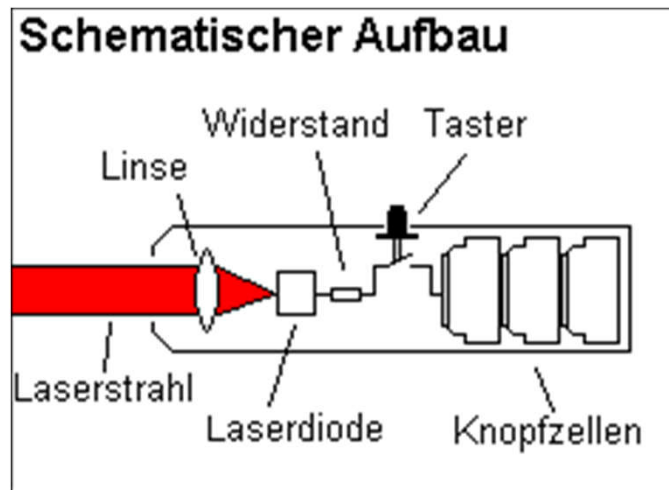 Schematischer Aufbau
Widerstand
Taster
Linse
Laserstrahl
Laserdiode
Knopfzellen